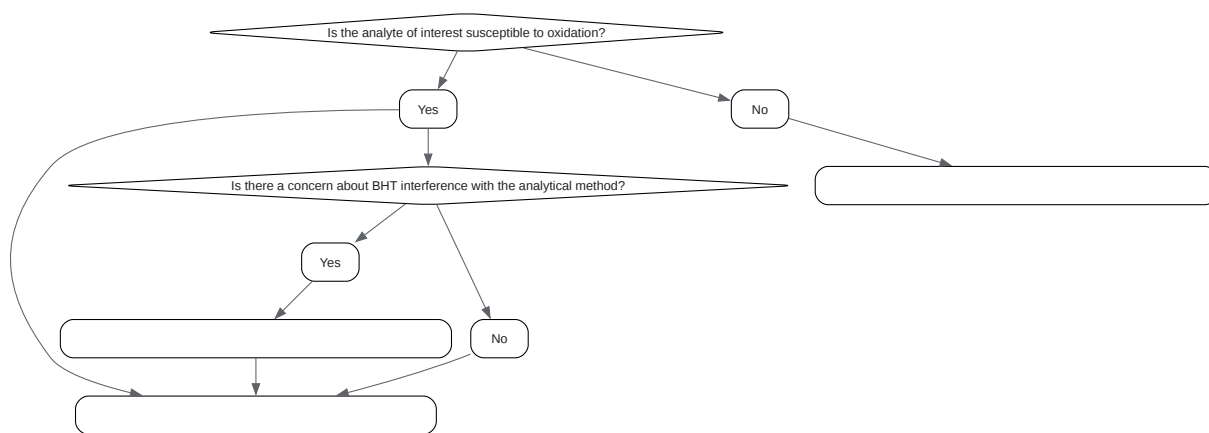 Is the analyte of interest susceptible to oxidation?
Yes
No
Is there a concern about BHT interference with the analytical method?
Yes
No